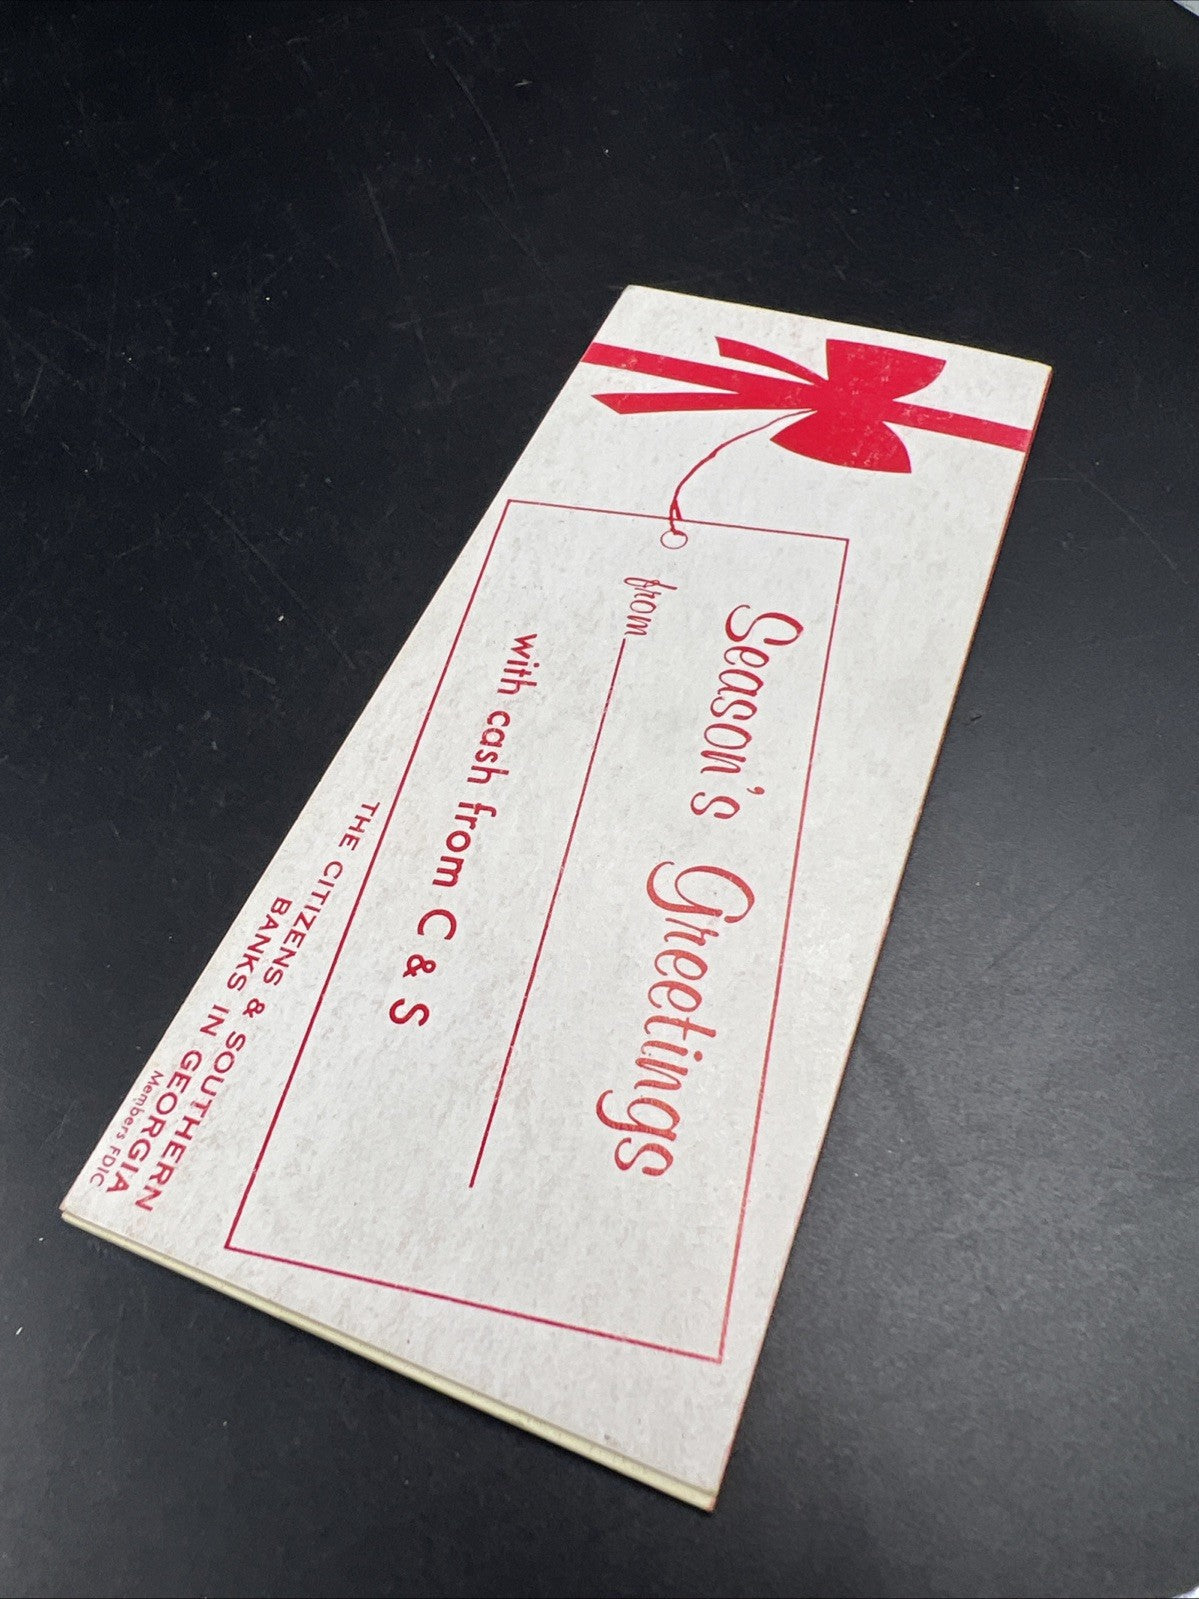 Season's Greetings
from
with cash from C & S
THE CITIZENS & SOUTHERN
BANKS IN GEORGIA
Members FDIC